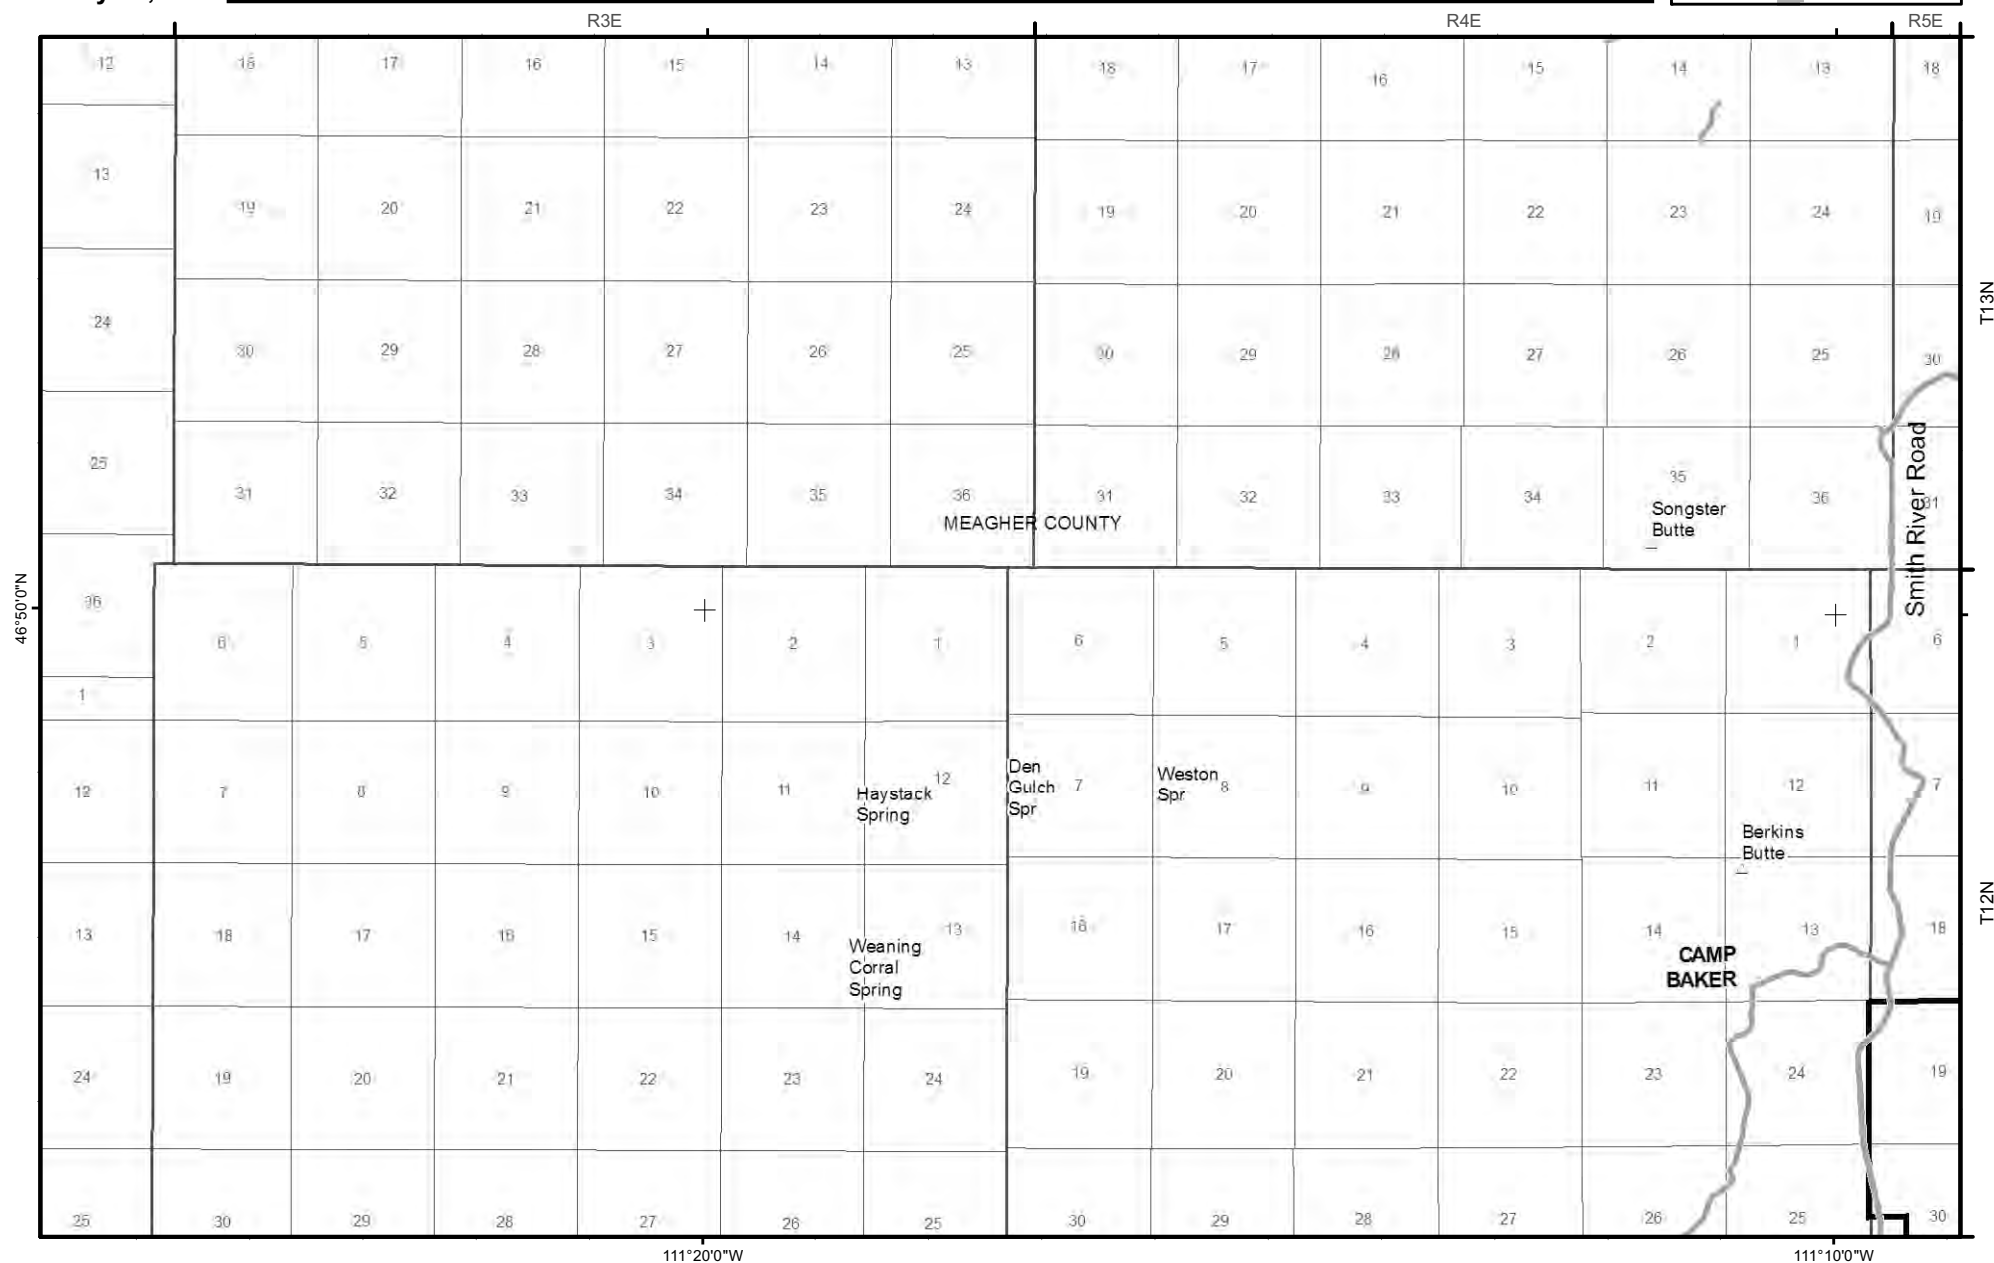 R3E R4E R5E
12 18 17 16 15 14 13 18 17 16 15 14 13 18
13 19 20 21 22 23 24 19 20 21 22 23 24 19
T13N
24 30 29 28 27 26 25 30 29 28 27 26 25 30
25 31 32 33 34 35 36 31 32 33 34 35 36 31
MEAGHER COUNTY
Songster
Butte
Smith River Road
46°50'0"N
36 6 5 4 3 2 1 6 5 4 3 2 1 6
1
12 7 8 9 10 11 12 7 8 9 10 11 12 7
Haystack
Spring
Den
Gulch
Spr
Weston
Spr
Berkins
Butte
T12N
13 18 17 16 15 14 13 18 17 16 15 14 13 18
Weaning
Corral
Spring
CAMP
BAKER
24 19 20 21 22 23 24 19 20 21 22 23 24 19
25 30 29 28 27 26 25 30 29 28 27 26 25 30
111°20'0"W 111°10'0"W